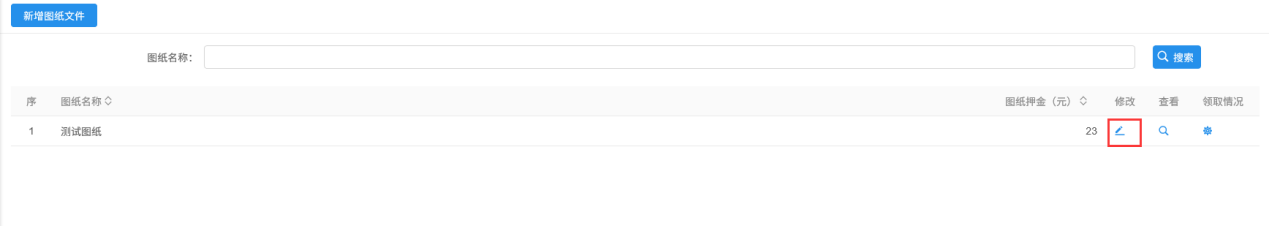 新增图纸文件
图纸名称:
搜索
序 图纸名称 图纸押金（元） 修改 查看 领取情况
1 测试图纸 23